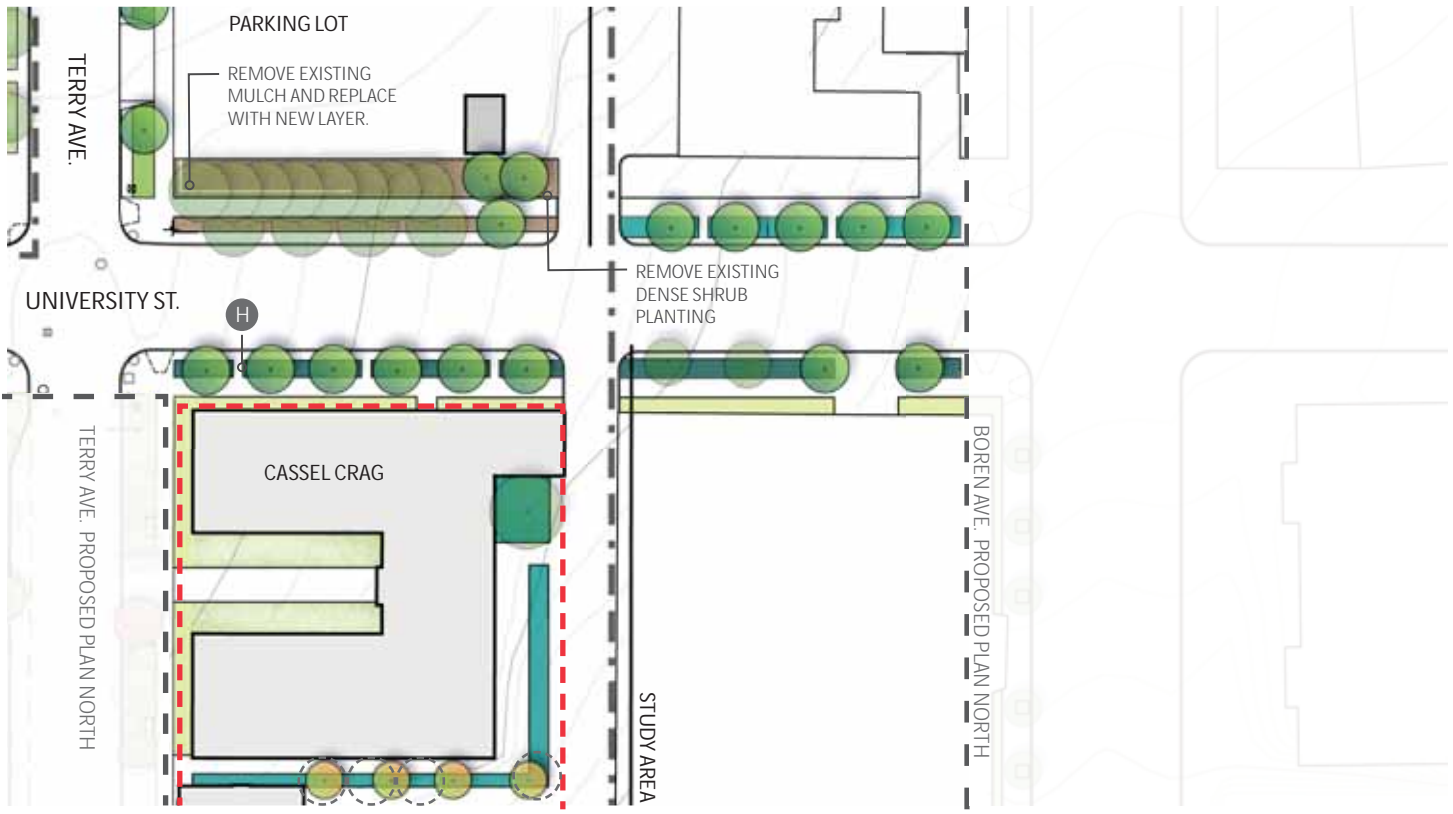 PARKING LOT
TERRY AVE.
REMOVE EXISTING
MULCH AND REPLACE
WITH NEW LAYER.
REMOVE EXISTING
DENSE SHRUB
PLANTING
UNIVERSITY ST.
H
CASSEL CRAG
TERRY AVE. PROPOSED PLAN NORTH
BOREN AVE. PROPOSED PLAN NORTH
STUDY AREA